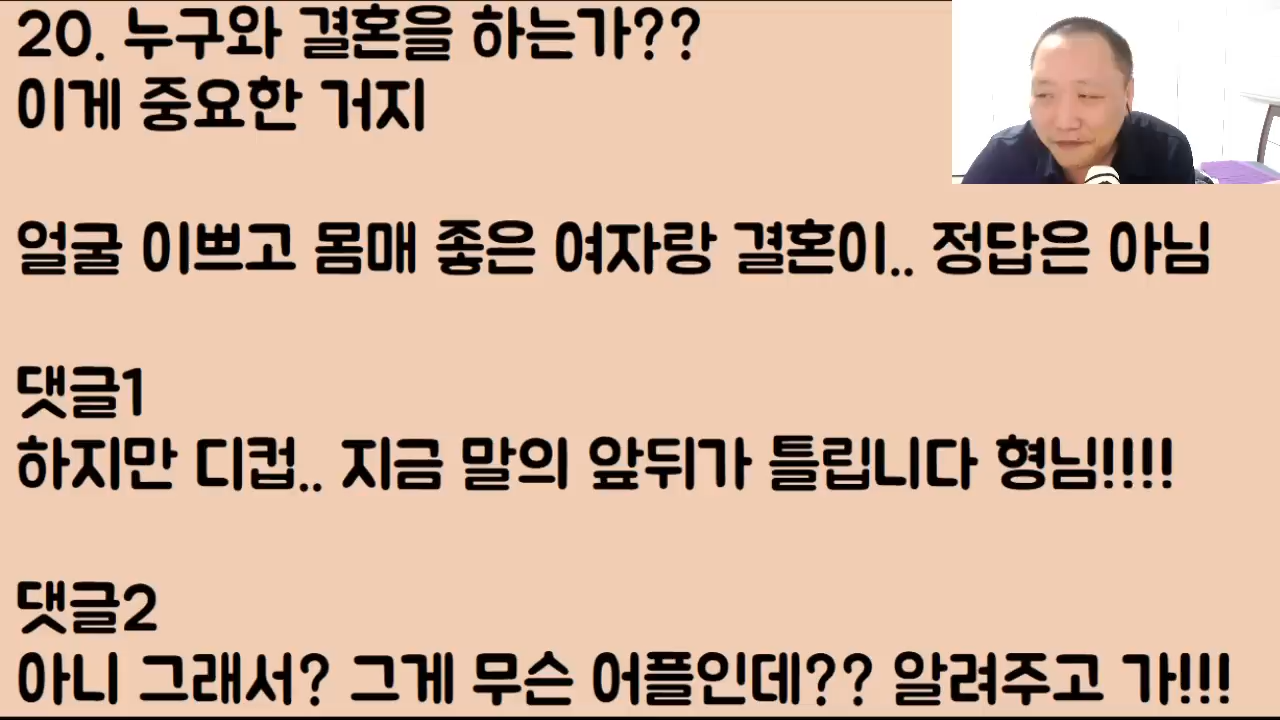 20. 누구와 결혼을 하는가??
이게 중요한 거지
얼굴 이쁘고 몸매 좋은 여자랑 결혼이.. 정답은 아님
댓글1
하지만 디컵.. 지금 말의 앞뒤가 틀립니다 형님!!!!
댓글2
아니 그래서? 그게 무슨 어플인데?? 알려주고 가!!!